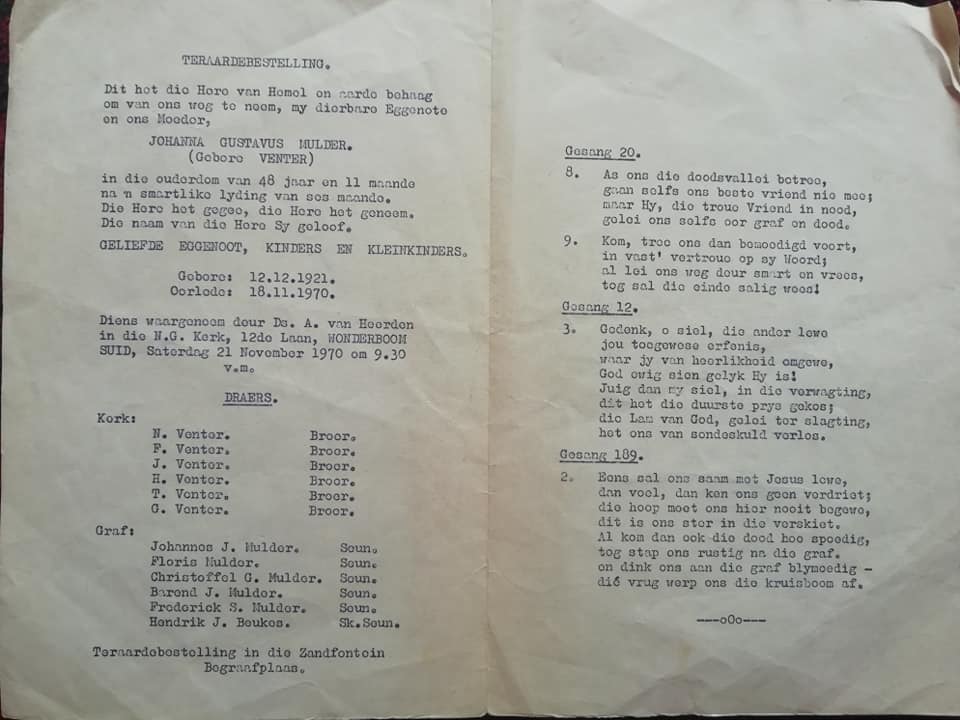 TERAARDEBESTELLING.
Dit het die Here van Hemel en aarde behaag
om van ons weg te neem, my dierbare Eggenote
en ons Moeder,
JOHANNA GUSTAVUS MULDER.
(Gebore VENTER)
in die ouderdom van 48 jaar en 11 maande
na 'n smartlike lyding van ses maande.
Die Here het gegee, die Here het geneem.
Die naam van die Here Sy geloof.
GELIEFDE EGGENOOT, KINDERS EN KLEINKINDERS.
Gebore: 12.12.1921.
Oorlede: 18.11.1970.
Diens waargeneem deur Ds. A. van Heerden
in die N.G. Kerk, 12de Laan, WONDERBOOM
SUID, Saterdag 21 November 1970 om 9.30
v.m.
DRAERS.
Kerk:
N. Venter. Broer.
F. Venter. Broer.
J. Venter. Broer.
H. Venter. Broer.
T. Venter. Broer.
G. Venter. Broer.
Graf:
Johannes J. Mulder. Seun.
Floris Mulder. Seun.
Christoffel G. Mulder. Seun.
Barend J. Mulder. Seun.
Frederick S. Mulder. Seun.
Hendrik J. Beukes. Sk.Seun.
Teraardebestelling in die Zandfontein
Begraafplaas.
Gesang 20.
8. As ons die doodsvallei betree,
gaan selfs ons beste vriend nie mee;
maar Hy, die troue Vriend in nood,
gelei ons selfs oor graf en dood.
9. Kom, tree ons dan bemoedigd voort,
in vast' vertroue op sy Woord;
al lei ons weg deur smart en vrees,
tog sal die einde salig wees!
Gesang 12.
3. Gedenk, o siel, die ander lewe
jou toegewese erfenis,
waar jy van heerlikheid omgewe,
God ewig sien gelyk Hy is!
Juig dan my siel, in die verwagting,
dit het die duurste prys gekos;
die Lam van God, gelei ter slagting,
het ons van sondeskuld verlos.
Gesang 189.
2. Eens sal ons saam met Jesus lewe,
dan voel, dan ken ons geen verdriet;
die hoop moet ons hier nooit begewe,
dit is ons ster in die verskiet.
Al kom dan ook die dood hoe spoedig,
tog stap ons rustig na die graf.
en dink ons aan die graf blymoedig -
dié vrug werp ons die kruisboom af.
---oOo---